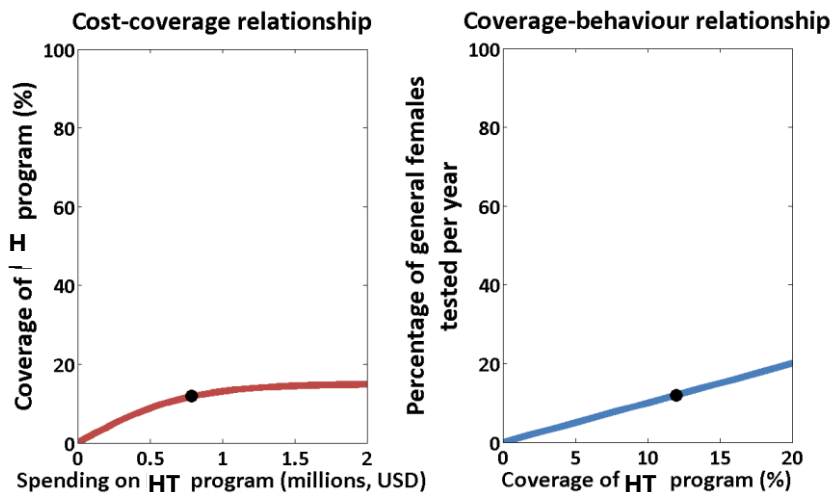 Cost-coverage relationship
Coverage of H program (%)
100
80
60
40
20
0
0 0.5 1 1.5 2
Spending on HT program (millions, USD)
Coverage-behaviour relationship
Percentage of general females
tested per year
100
80
60
40
20
0
0 5 10 15 20
Coverage of HT program (%)